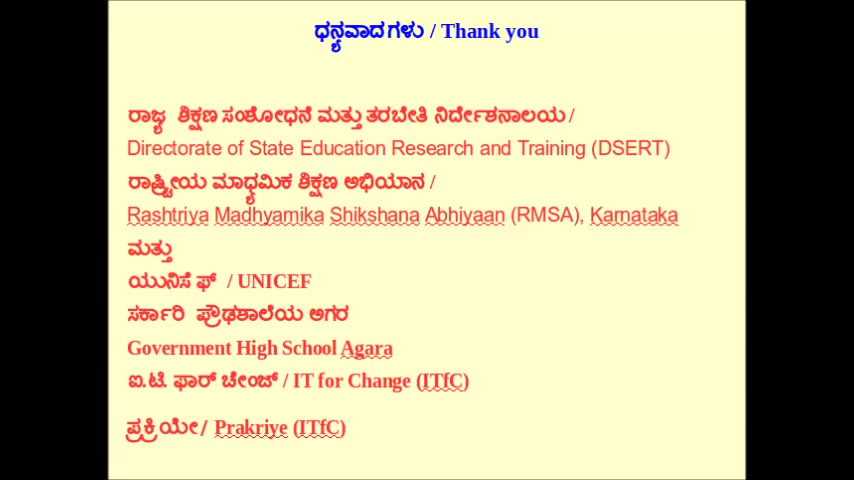 ಧನ್ಯವಾದಗಳು / Thank you
ರಾಜ್ಯ ಶಿಕ್ಷಣ ಸಂಶೋಧನೆ ಮತ್ತು ತರಬೇತಿ ನಿರ್ದೇಶನಾಲಯ /
Directorate of State Education Research and Training (DSERT)
ರಾಷ್ಟ್ರೀಯ ಮಾಧ್ಯಮಿಕ ಶಿಕ್ಷಣ ಅಭಿಯಾನ /
Rashtriya Madhyamika Shikshana Abhiyaan (RMSA), Karnataka
ಮತ್ತು
ಯುನಿಸೆಫ್ / UNICEF
ಸರ್ಕಾರಿ ಪ್ರೌಢಶಾಲೆಯ ಅಗರ
Government High School Agara
ಐ.ಟಿ. ಫಾರ್ ಚೇಂಜ್ / IT for Change (ITfC)
ಪ್ರಕ್ರಿಯೇ / Prakriye (ITfC)